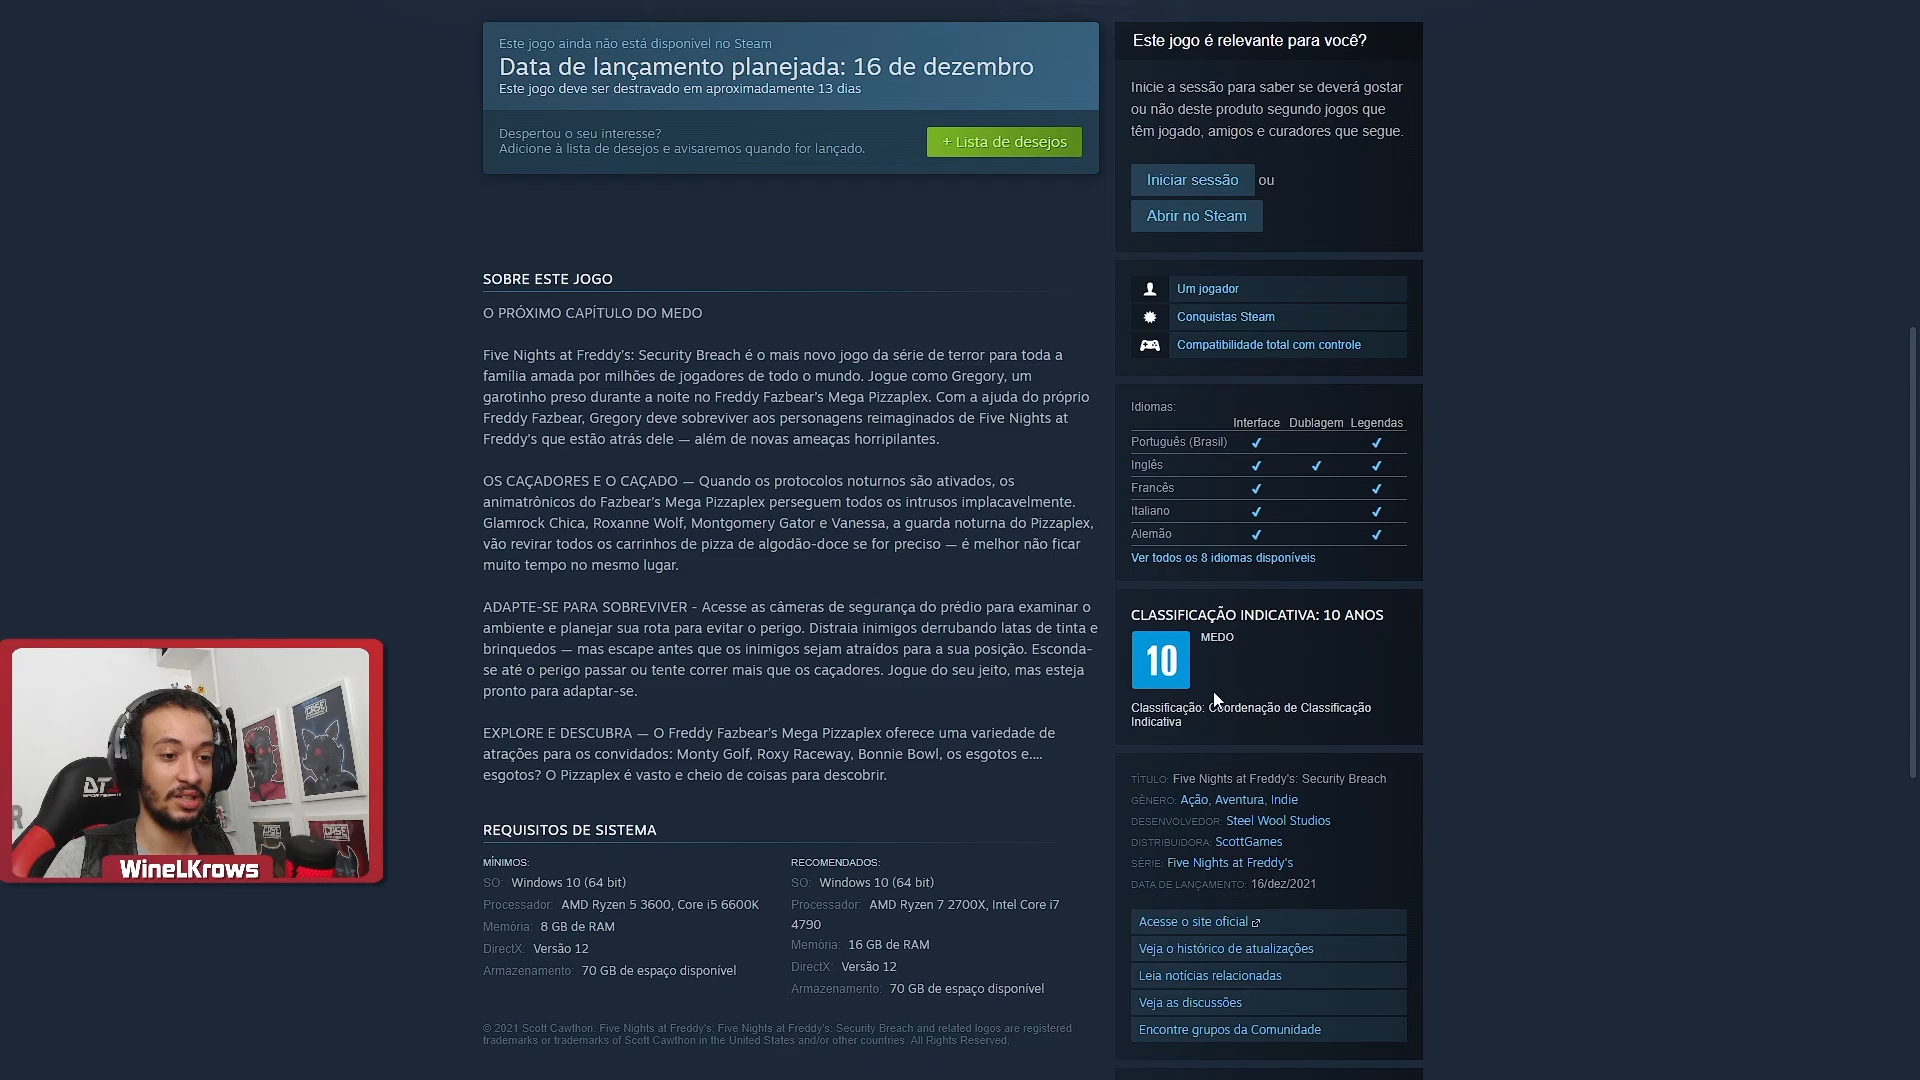 Este jogo ainda não está disponível no Steam
Data de lançamento planejada: 16 de dezembro
Este jogo deve ser destravado em aproximadamente 13 dias
Despertou o seu interesse?
Adicione à lista de desejos e avisaremos quando for lançado.
+ Lista de desejos
SOBRE ESTE JOGO
O PRÓXIMO CAPÍTULO DO MEDO
Five Nights at Freddy's: Security Breach é o mais novo jogo da série de terror para toda a
família amada por milhões de jogadores de todo o mundo. Jogue como Gregory, um
garotinho preso durante a noite no Freddy Fazbear's Mega Pizzaplex. Com a ajuda do próprio
Freddy Fazbear, Gregory deve sobreviver aos personagens reimaginados de Five Nights at
Freddy's que estão atrás dele — além de novas ameaças horripilantes.
OS CAÇADORES E O CAÇADO — Quando os protocolos noturnos são ativados, os
animatrônicos do Fazbear's Mega Pizzaplex perseguem todos os intrusos implacavelmente.
Glamrock Chica, Roxanne Wolf, Montgomery Gator e Vanessa, a guarda noturna do Pizzaplex,
vão revirar todos os carrinhos de pizza de algodão-doce se for preciso — é melhor não ficar
muito tempo no mesmo lugar.
ADAPTE-SE PARA SOBREVIVER - Acesse as câmeras de segurança do prédio para examinar o
ambiente e planejar sua rota para evitar o perigo. Distraia inimigos derrubando latas de tinta e
brinquedos — mas escape antes que os inimigos sejam atraídos para a sua posição. Esconda-
se até o perigo passar ou tente correr mais que os caçadores. Jogue do seu jeito, mas esteja
pronto para adaptar-se.
EXPLORE E DESCUBRA — O Freddy Fazbear's Mega Pizzaplex oferece uma variedade de
atrações para os convidados: Monty Golf, Roxy Raceway, Bonnie Bowl, os esgotos e....
esgotos? O Pizzaplex é vasto e cheio de coisas para descobrir.
REQUISITOS DE SISTEMA
MÍNIMOS:
SO: Windows 10 (64 bit)
Processador: AMD Ryzen 5 3600, Core i5 6600K
Memória: 8 GB de RAM
DirectX: Versão 12
Armazenamento: 70 GB de espaço disponível
RECOMENDADOS:
SO: Windows 10 (64 bit)
Processador: AMD Ryzen 7 2700X, Intel Core i7
4790
Memória: 16 GB de RAM
DirectX: Versão 12
Armazenamento: 70 GB de espaço disponível
© 2021 Scott Cawthon. Five Nights at Freddy's, Five Nights at Freddy's: Security Breach and related logos are registered
trademarks or trademarks of Scott Cawthon in the United States and/or other countries. All Rights Reserved.
Este jogo é relevante para você?
Inicie a sessão para saber se deverá gostar
ou não deste produto segundo jogos que
têm jogado, amigos e curadores que segue.
Iniciar sessão ou
Abrir no Steam
Um jogador
Conquistas Steam
Compatibilidade total com controle
Idiomas:
Interface Dublagem Legendas
Português (Brasil) ✔ ✔
Inglês ✔ ✔ ✔
Francês ✔ ✔
Italiano ✔ ✔
Alemão ✔ ✔
Ver todos os 8 idiomas disponíveis
CLASSIFICAÇÃO INDICATIVA: 10 ANOS
10
MEDO
Classificação: Coordenação de Classificação
Indicativa
TÍTULO: Five Nights at Freddy's: Security Breach
GÊNERO: Ação, Aventura, Indie
DESENVOLVEDOR: Steel Wool Studios
DISTRIBUIDORA: ScottGames
SÉRIE: Five Nights at Freddy's
DATA DE LANÇAMENTO: 16/dez/2021
Acesse o site oficial
Veja o histórico de atualizações
Leia notícias relacionadas
Veja as discussões
Encontre grupos da Comunidade
CASE
CASE
CASE
DT3
WineLKrows